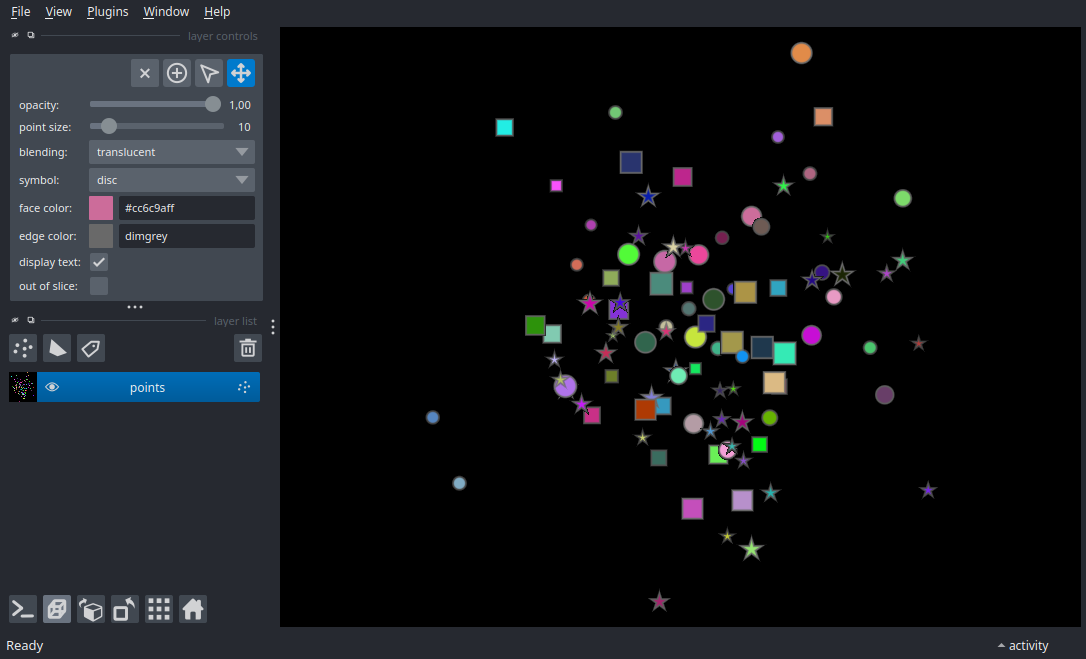 File View Plugins Window Help
layer controls
opacity: 1,00
point size: 10
blending: translucent
symbol: disc
face color: #cc6c9aff
edge color: dimgrey
display text:
out of slice:
layer list
points
Ready activity